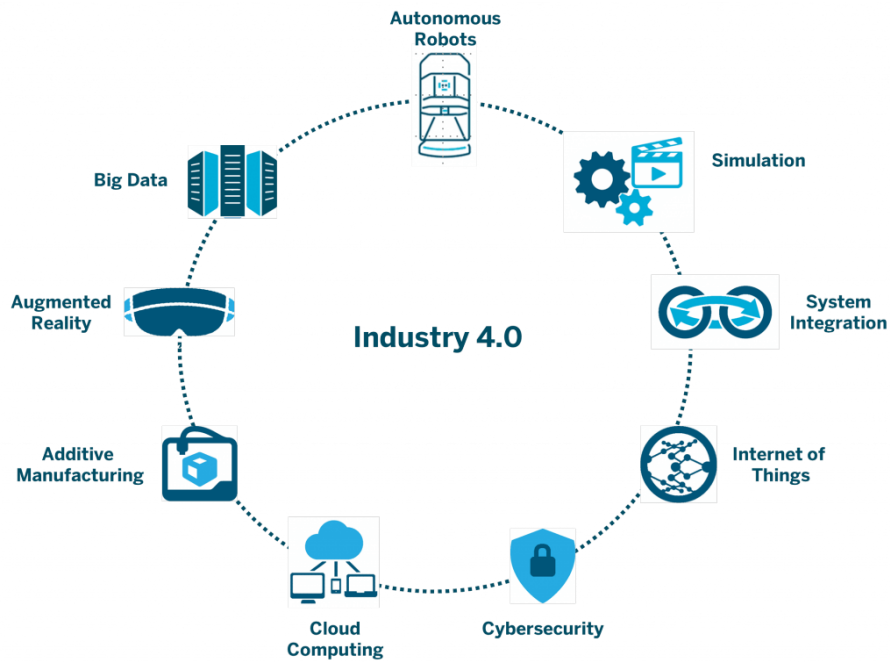 Autonomous
Robots
Simulation
System
Integration
Internet of
Things
Cybersecurity
Cloud
Computing
Additive
Manufacturing
Augmented
Reality
Big Data
Industry 4.0